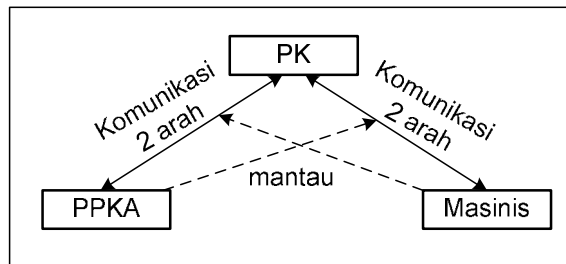 PK
Komunikasi
2 arah
Komunikasi
2 arah
mantau
PPKA
Masinis